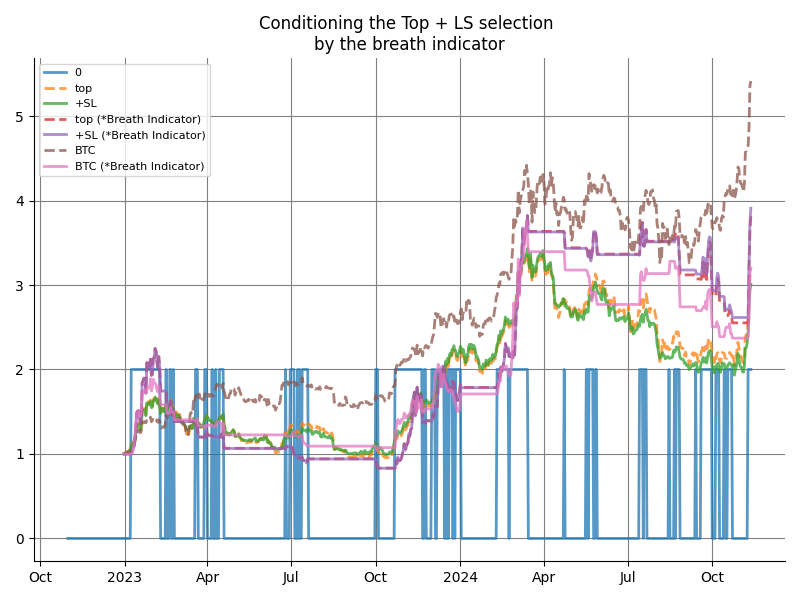 Conditioning the Top + LS selection
by the breath indicator
0
top
+SL
top (*Breath Indicator)
+SL (*Breath Indicator)
BTC
BTC (*Breath Indicator)
5
4
3
2
1
0
Oct
2023
Apr
Jul
Oct
2024
Apr
Jul
Oct